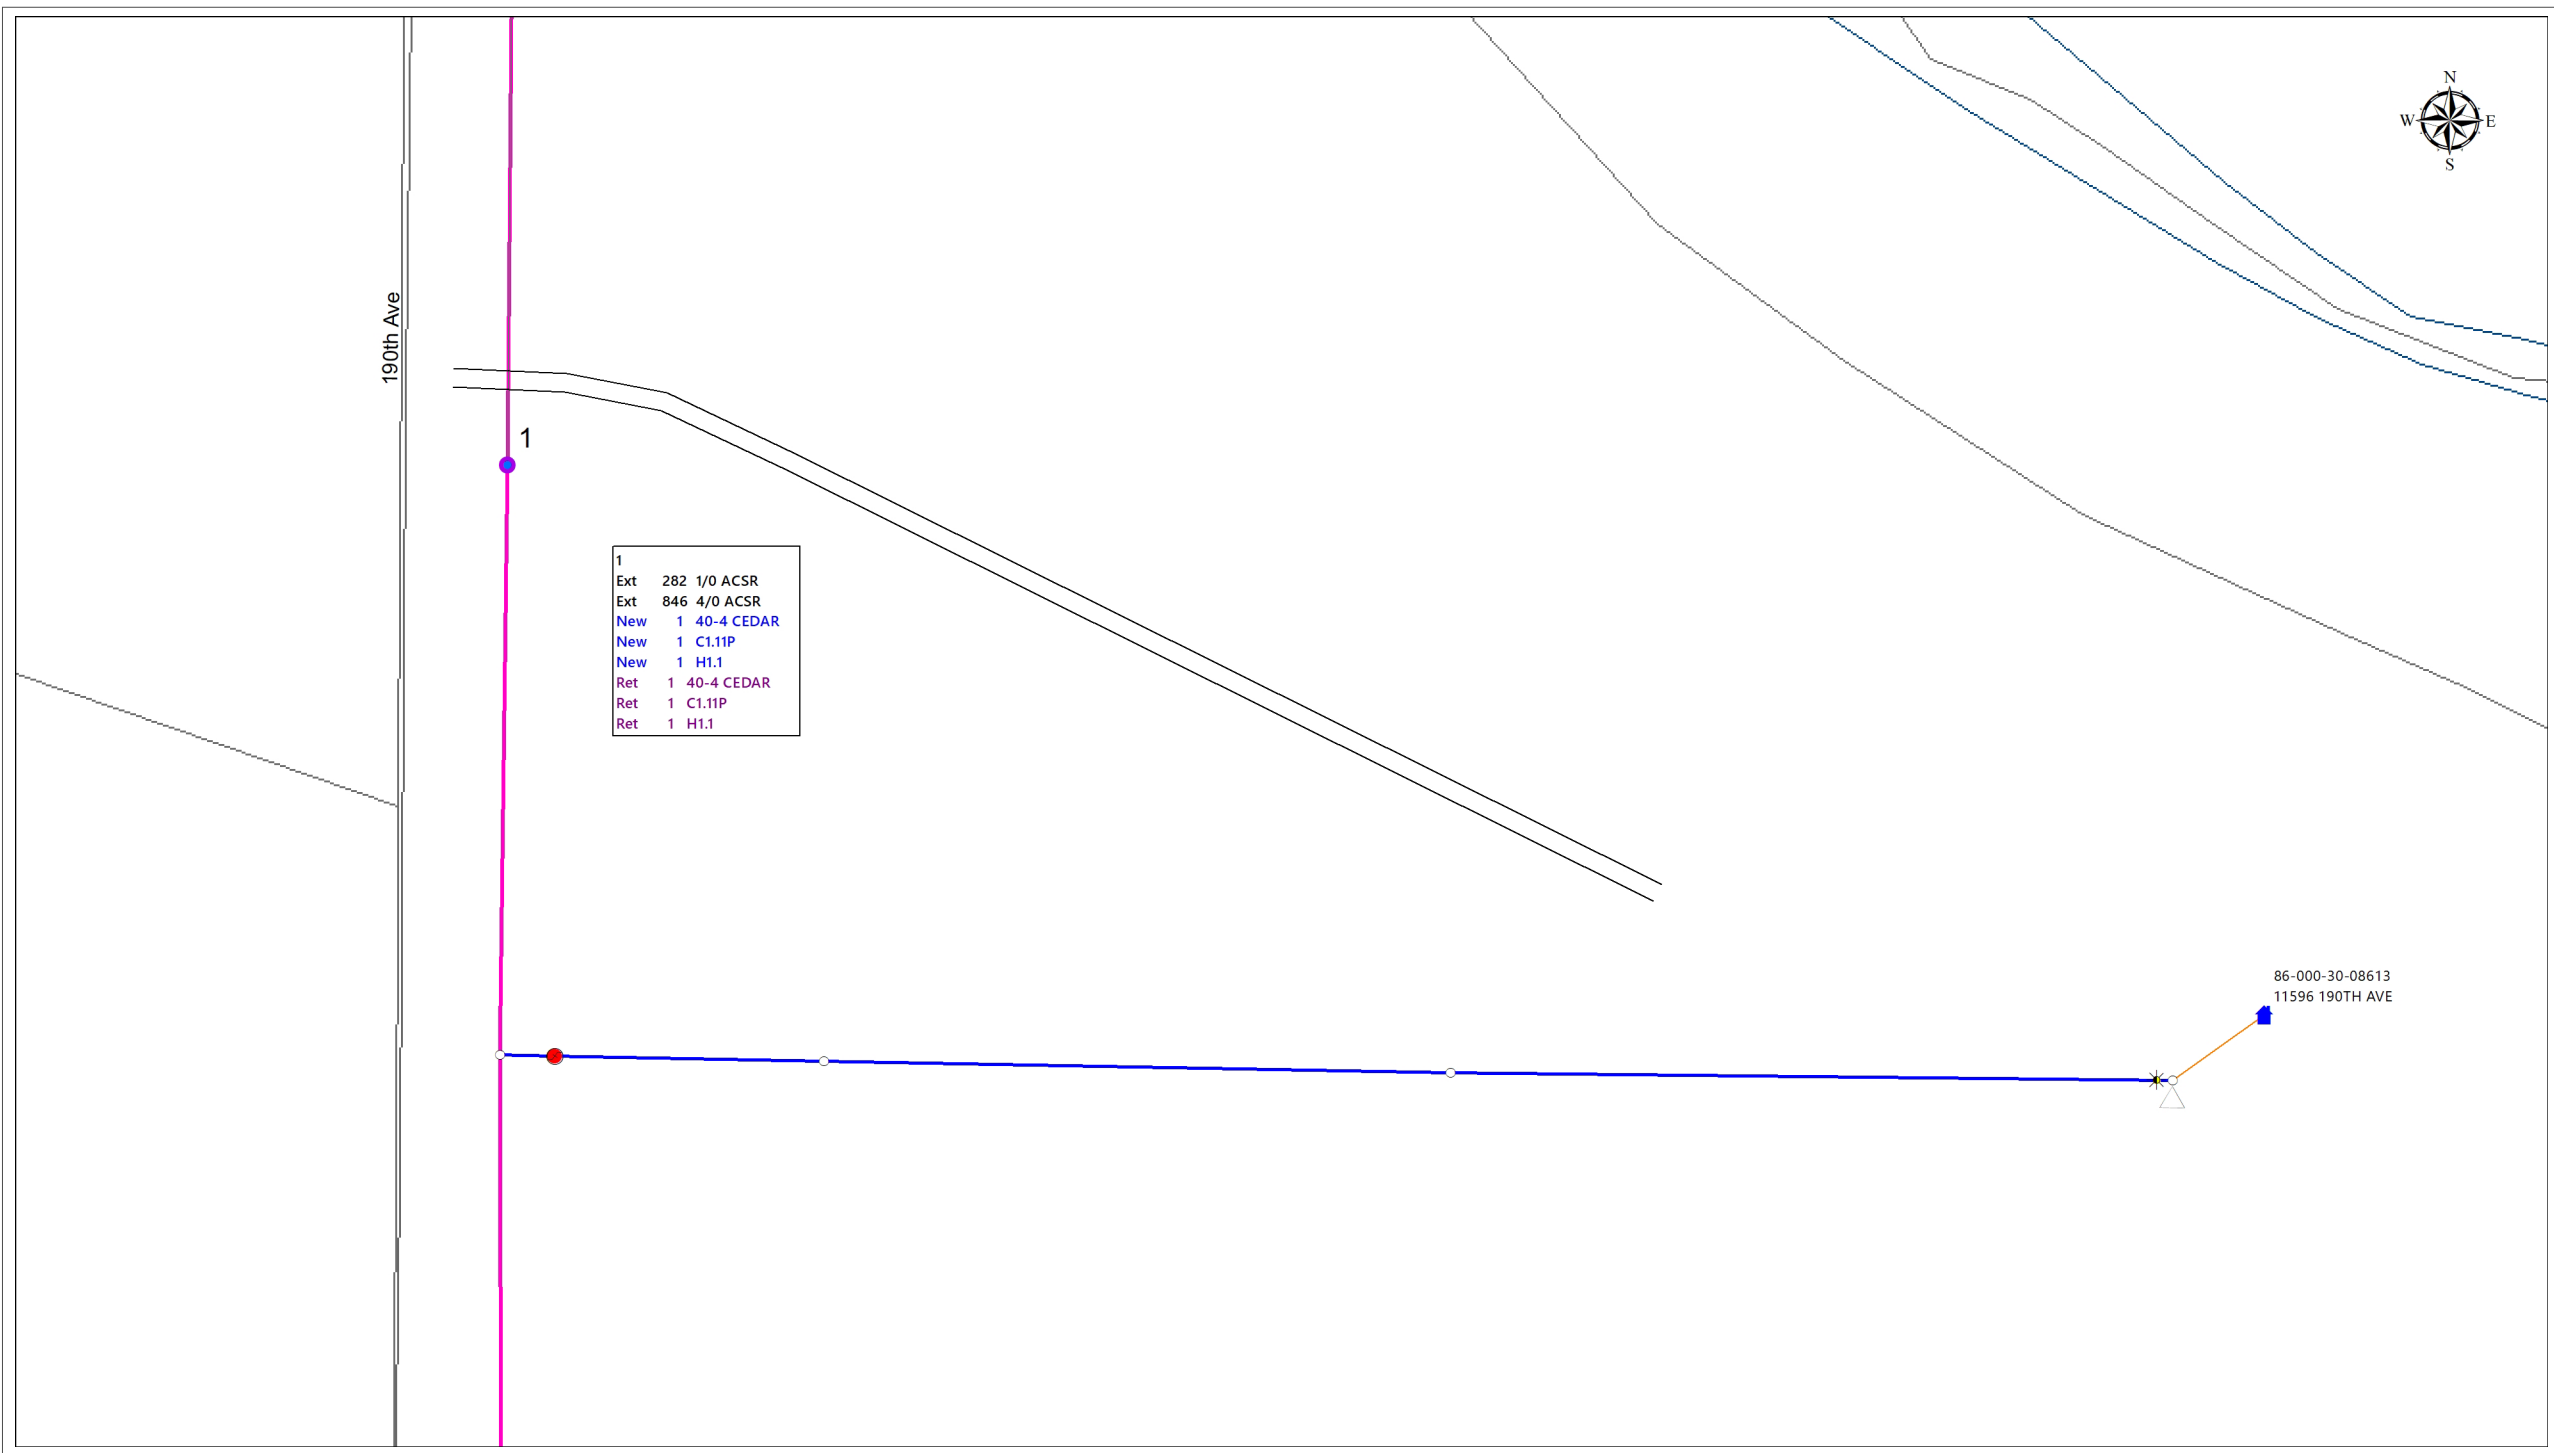 N
W E
S
190th Ave
1
1
Ext 282 1/0 ACSR
Ext 846 4/0 ACSR
New 1 40-4 CEDAR
New 1 C1.11P
New 1 H1.1
Ret 1 40-4 CEDAR
Ret 1 C1.11P
Ret 1 H1.1
86-000-30-08613
11596 190TH AVE